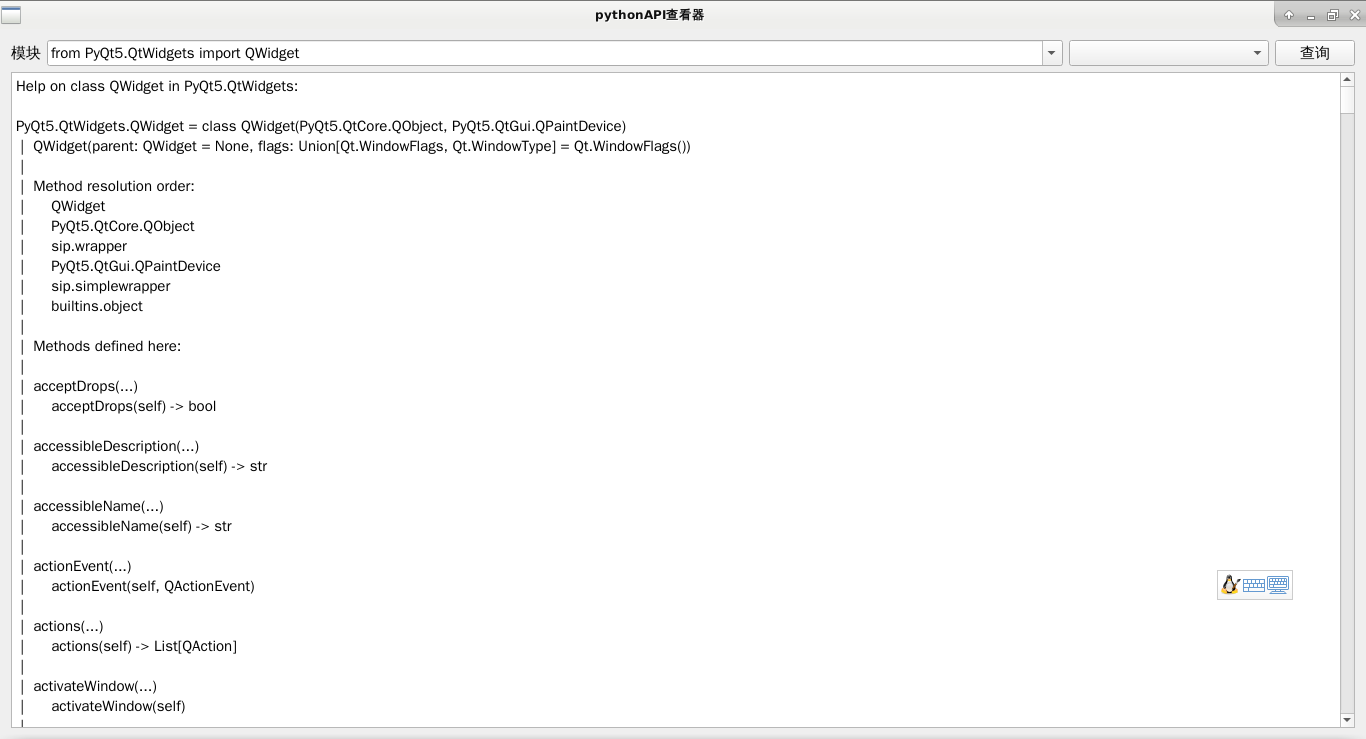 pythonAPI查看器
模块 from PyQt5.QtWidgets import QWidget 查询
Help on class QWidget in PyQt5.QtWidgets:
PyQt5.QtWidgets.QWidget = class QWidget(PyQt5.QtCore.QObject, PyQt5.QtGui.QPaintDevice)
| QWidget(parent: QWidget = None, flags: Union[Qt.WindowFlags, Qt.WindowType] = Qt.WindowFlags())
|
| Method resolution order:
| QWidget
| PyQt5.QtCore.QObject
| sip.wrapper
| PyQt5.QtGui.QPaintDevice
| sip.simplewrapper
| builtins.object
|
| Methods defined here:
|
| acceptDrops(...)
| acceptDrops(self) -> bool
|
| accessibleDescription(...)
| accessibleDescription(self) -> str
|
| accessibleName(...)
| accessibleName(self) -> str
|
| actionEvent(...)
| actionEvent(self, QActionEvent)
|
| actions(...)
| actions(self) -> List[QAction]
|
| activateWindow(...)
| activateWindow(self)
|